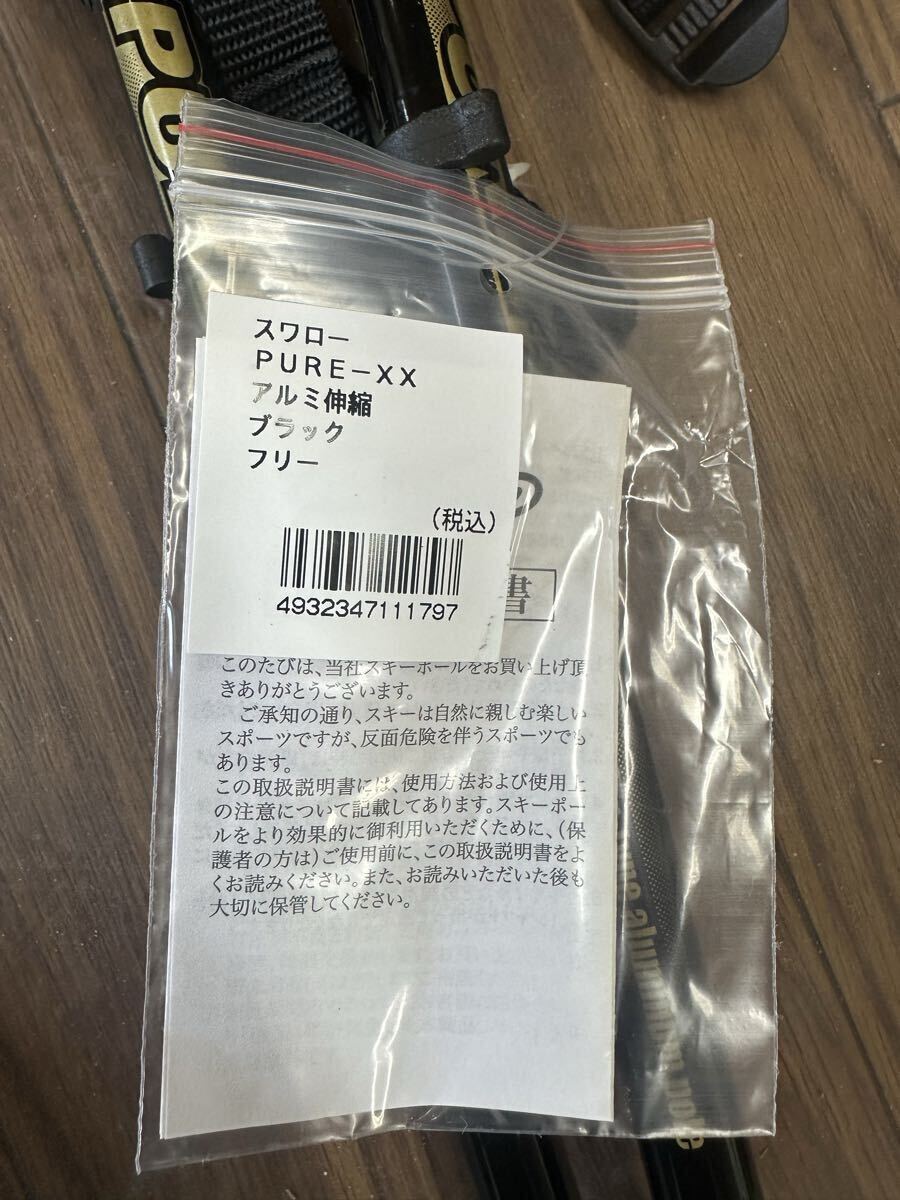 PU
スワロー
PURE-XX
アルミ伸縮
ブラック
フリー
(税込)
4932347111797
書
このたびは、当社スキーポールをお買い上げ頂
きありがとうございます。
ご承知の通り、スキーは自然に親しむ楽しい
スポーツですが、反面危険を伴うスポーツでも
あります。
この取扱説明書には、使用方法および使用上
の注意について記載してあります。スキーポー
ルをより効果的に御利用いただくために、(保
護者の方は)ご使用前に、この取扱説明書をよ
くお読みください。また、お読みいただいた後も
大切に保管してください。